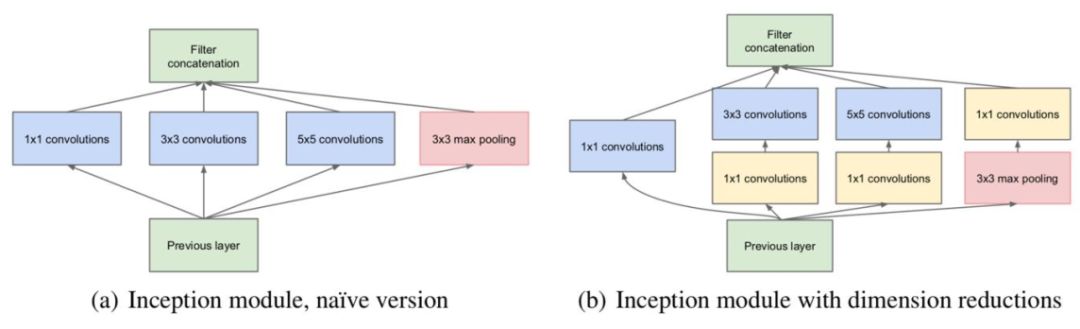 Filter
concatenation
1x1 convolutions
3x3 convolutions
5x5 convolutions
3x3 max pooling
Previous layer
(a) Inception module, naïve version
Filter
concatenation
3x3 convolutions
5x5 convolutions
1x1 convolutions
1x1 convolutions
1x1 convolutions
1x1 convolutions
3x3 max pooling
Previous layer
(b) Inception module with dimension reductions